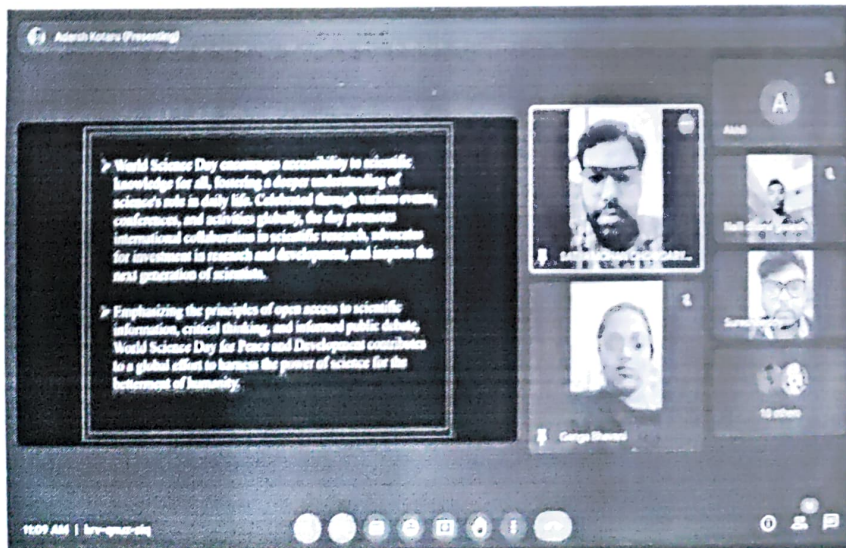 Adarsh Kotaru (Presenting)
➢ World Science Day encourages accessibility to scientific
knowledge for all, fostering a deeper understanding of
science's role in daily life. Celebrated through various events,
conferences, and activities globally, the day promotes
international collaboration in scientific research, advocates
for investment in research and development, and inspires the
next generation of scientists.
➢ Emphasizing the principles of open access to scientific
information, critical thinking, and informed public debate,
World Science Day for Peace and Development contributes
to a global effort to harness the power of science for the
betterment of humanity.
A
Ganga Bhavani
10 others
11:09 AM